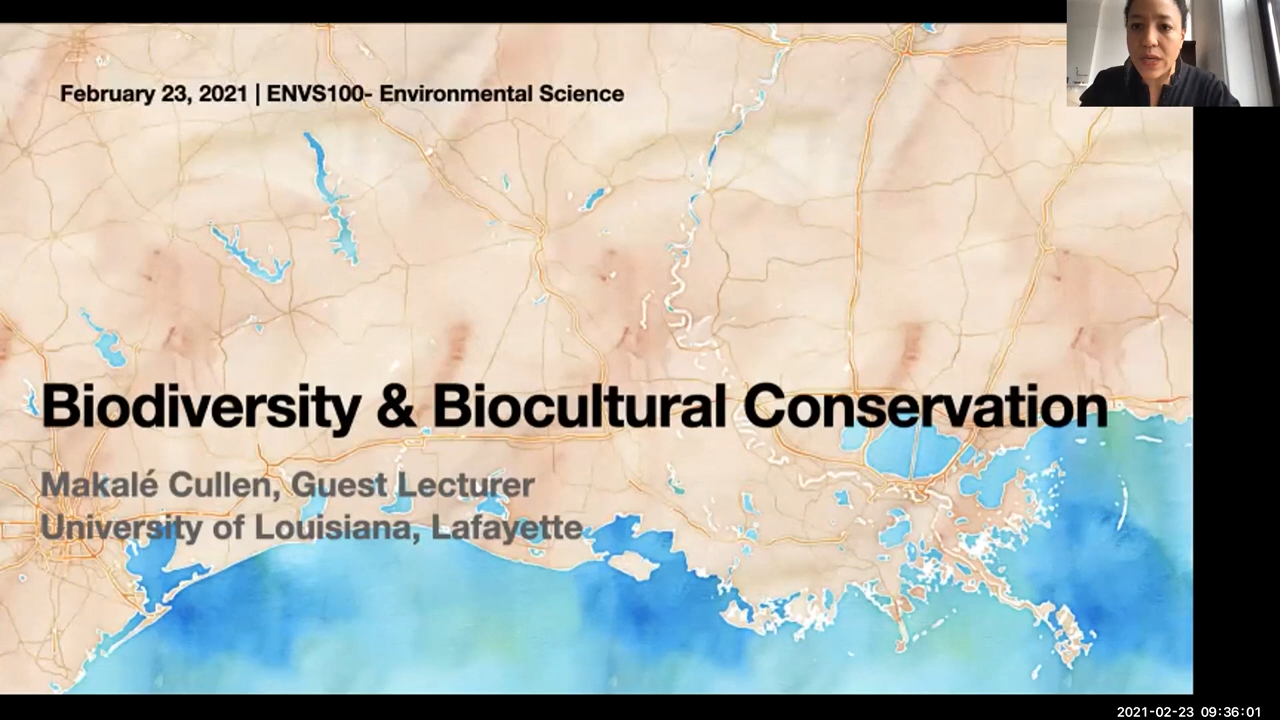 February 23, 2021 | ENVS100- Environmental Science
Biodiversity & Biocultural Conservation
Makalé Cullen, Guest Lecturer
University of Louisiana, Lafayette
2021-02-23 09:36:01